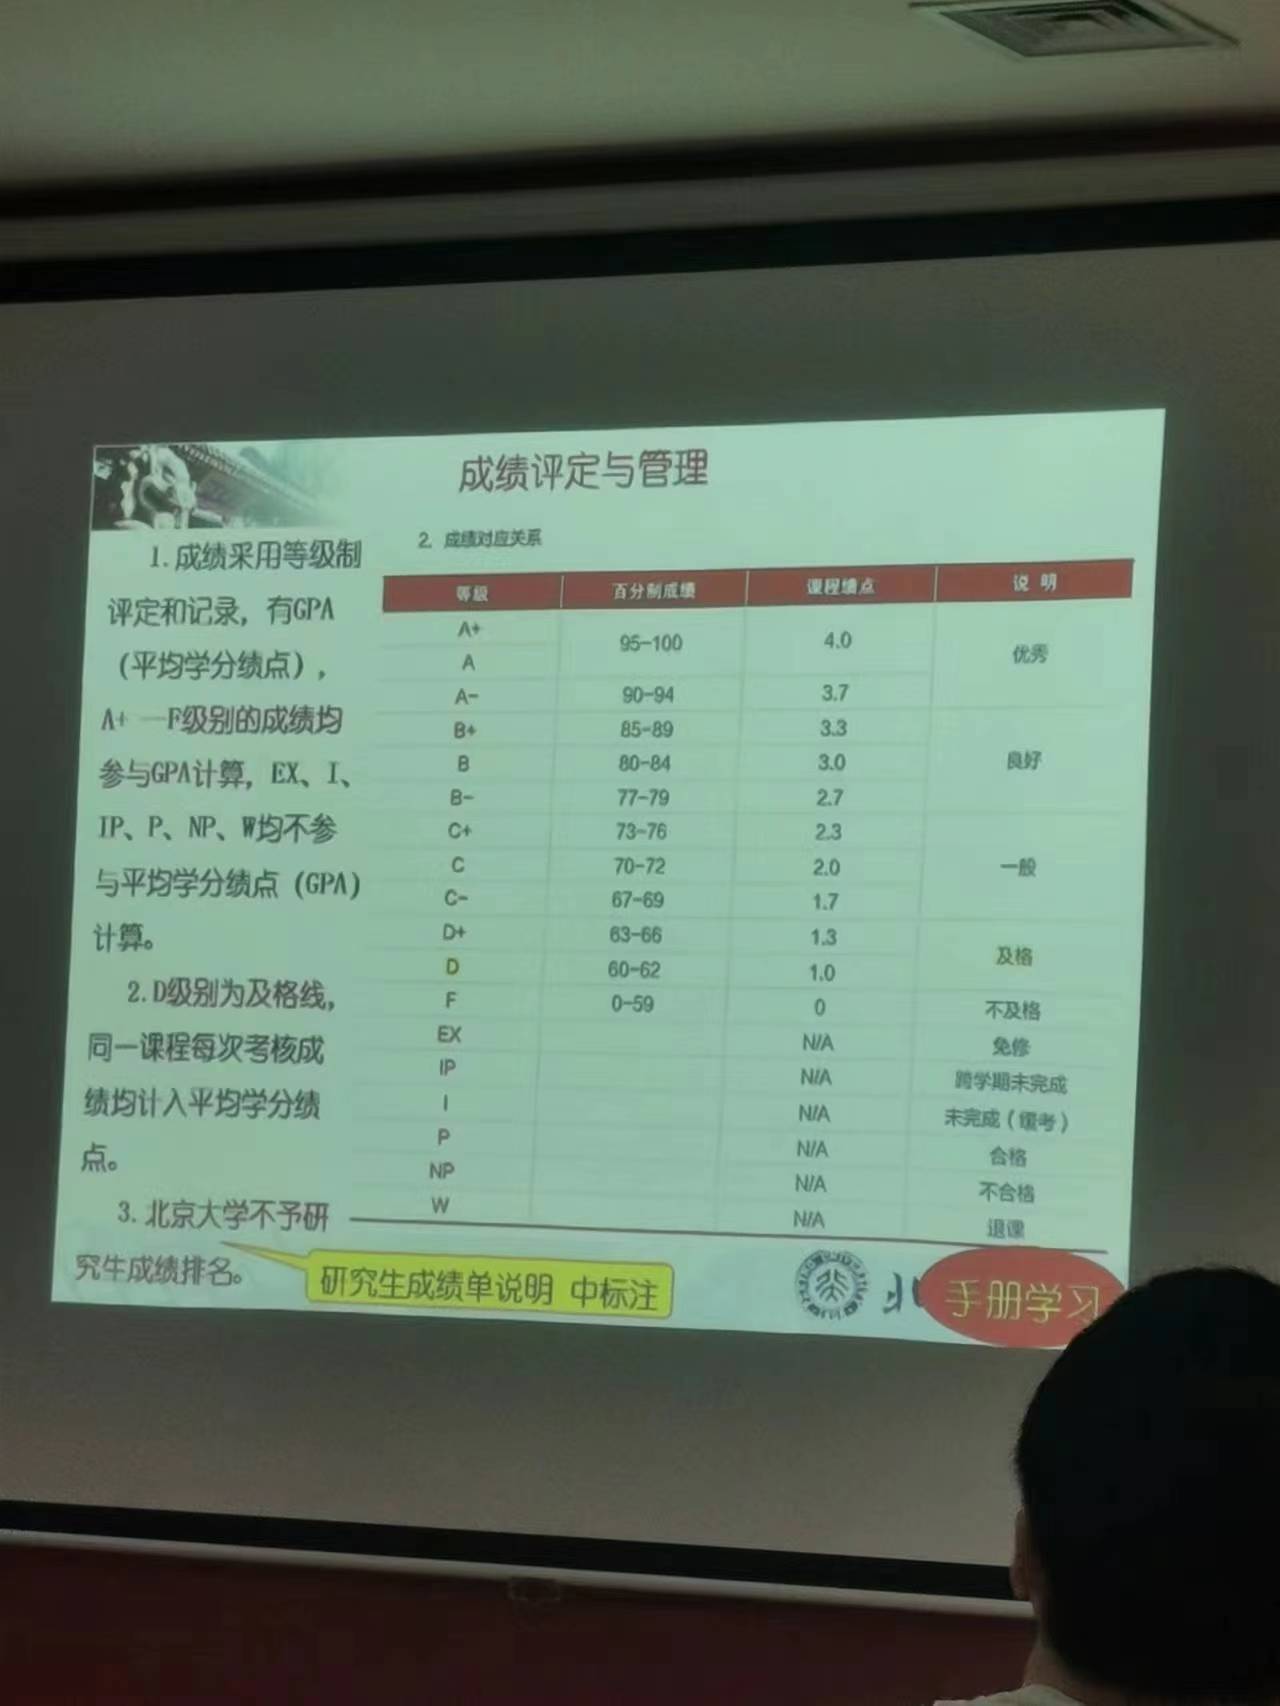 成绩评定与管理
1.成绩采用等级制
评定和记录，有GPA
（平均学分绩点），
A+ —F级别的成绩均
参与GPA计算，EX、I、
IP、P、NP、W均不参
与平均学分绩点（GPA）
计算。
2.D级别为及格线，
同一课程每次考核成
绩均计入平均学分绩
点。
3.北京大学不予研
究生成绩排名。
2. 成绩对应关系
等级 百分制成绩 课程绩点 说 明
A+
A 95-100 4.0 优秀
A- 90-94 3.7
B+ 85-89 3.3
B 80-84 3.0 良好
B- 77-79 2.7
C+ 73-76 2.3
C 70-72 2.0 一般
C- 67-69 1.7
D+ 63-66 1.3 及格
D 60-62 1.0
F 0-59 0 不及格
EX N/A 免修
IP N/A 跨学期未完成
I N/A 未完成（缓考）
P N/A 合格
NP N/A 不合格
W N/A 退课
研究生成绩单说明 中标注
北
手册学习